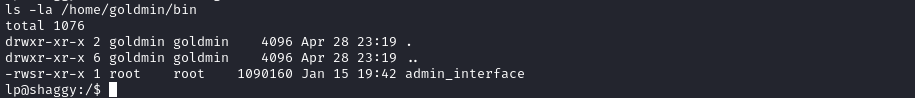 ls -la /home/goldmin/bin
total 1076
drwxr-xr-x 2 goldmin goldmin    4096 Apr 28 23:19 .
drwxr-xr-x 6 goldmin goldmin    4096 Apr 28 23:19 ..
-rwsr-xr-x 1 root    root    1090160 Jan 15 19:42 admin_interface
lp@shaggy:/$